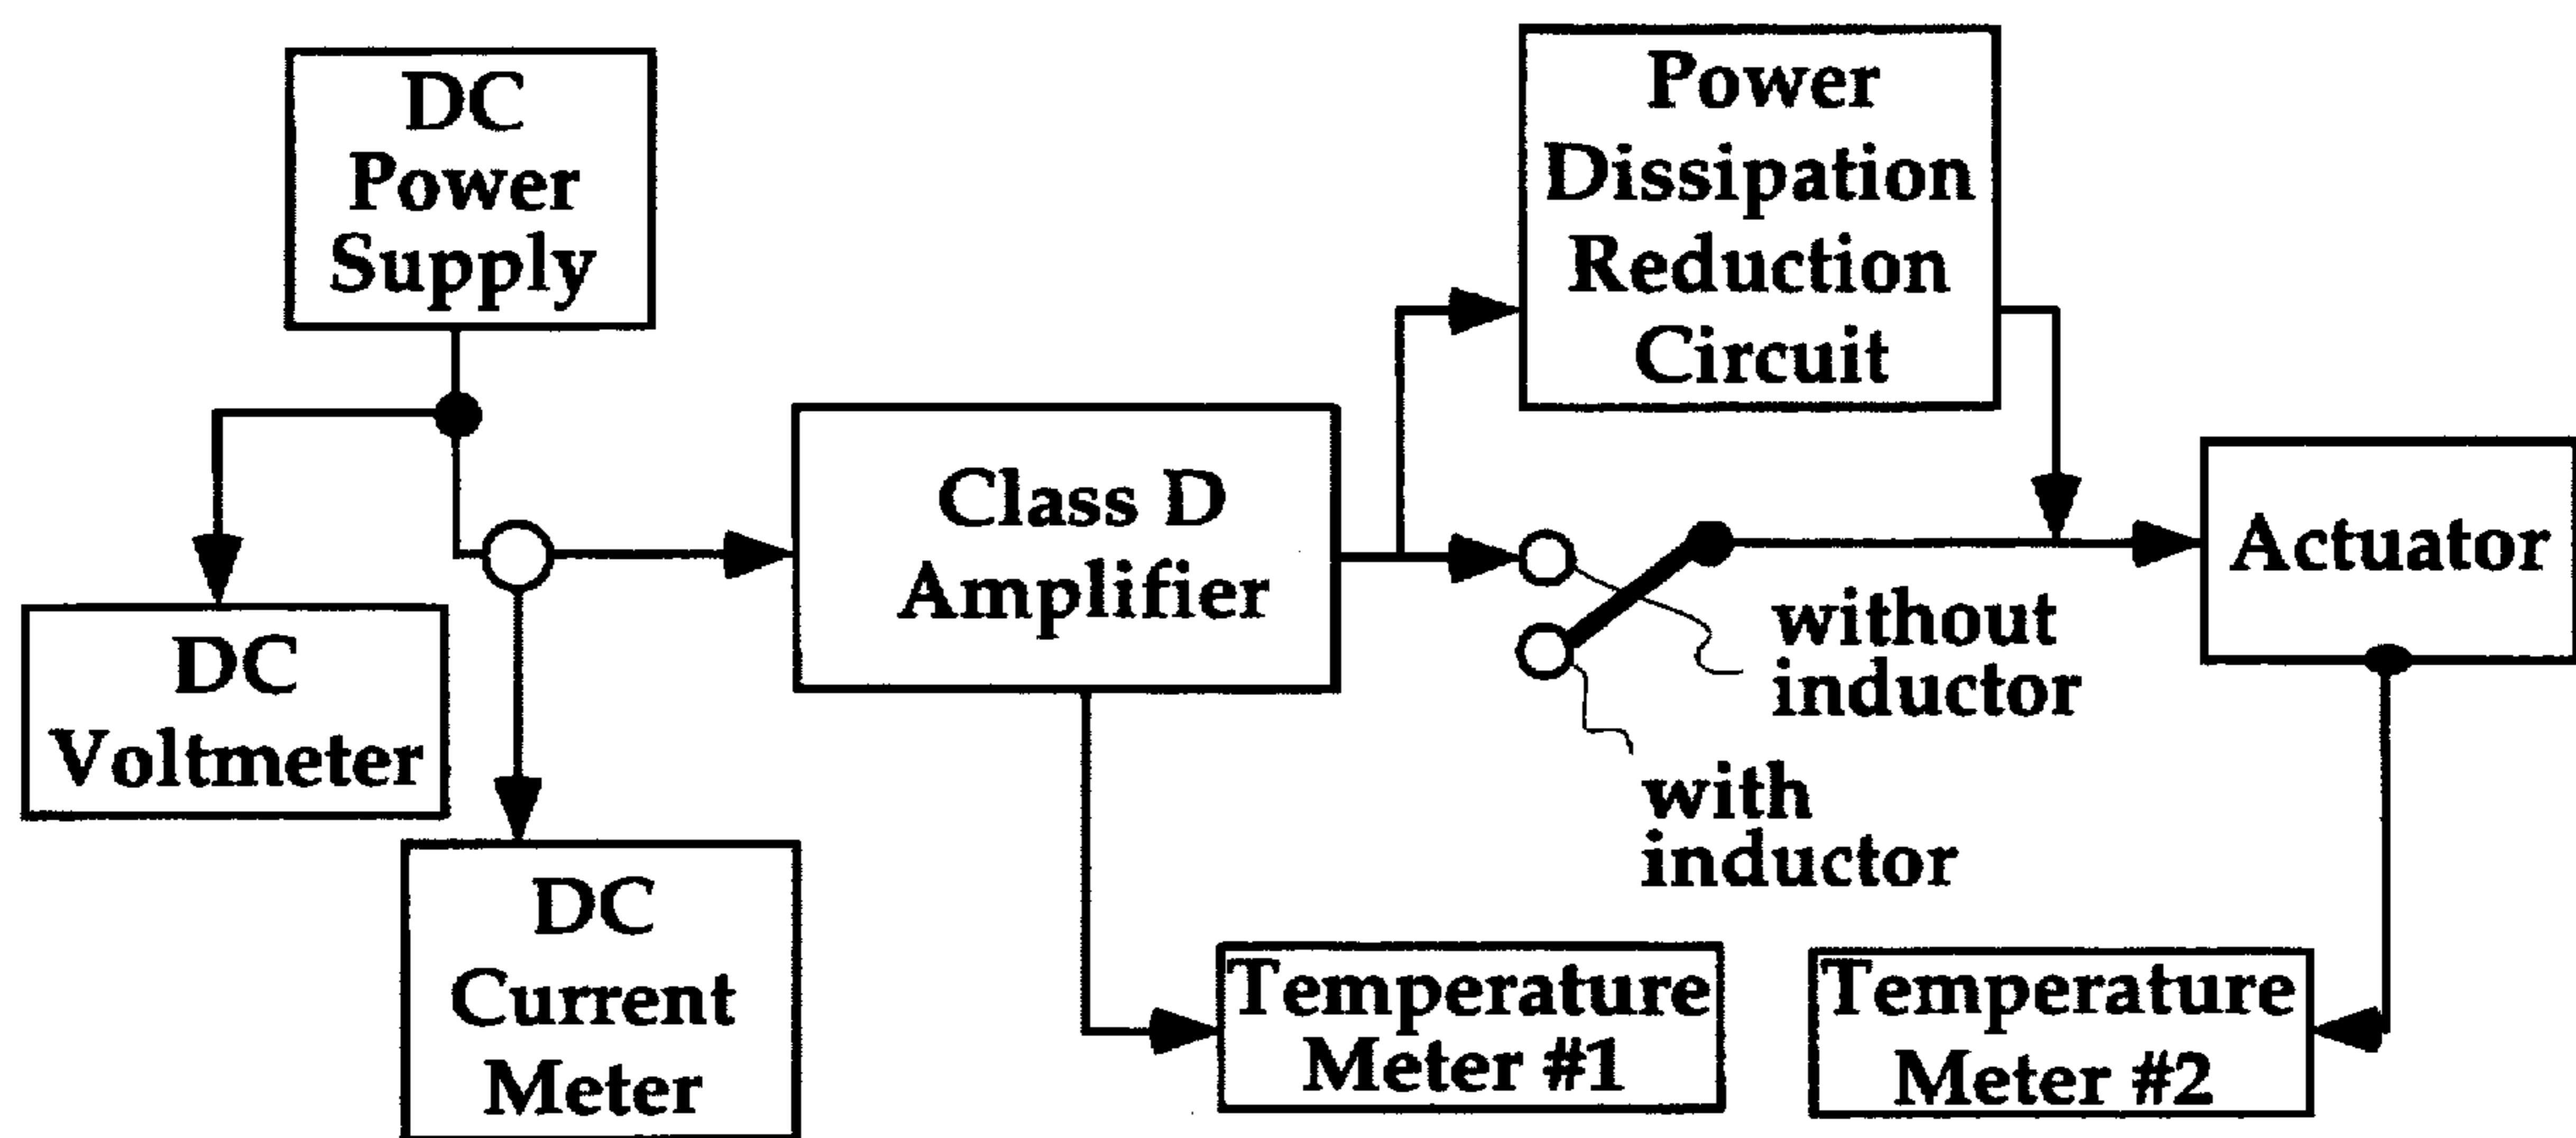 DC
Power
Supply
Power
Dissipation
Reduction
Circuit
Class D
Amplifier
Actuator
without
inductor
with
inductor
DC
Voltmeter
DC
Current
Meter
Temperature
Meter #1
Temperature
Meter #2